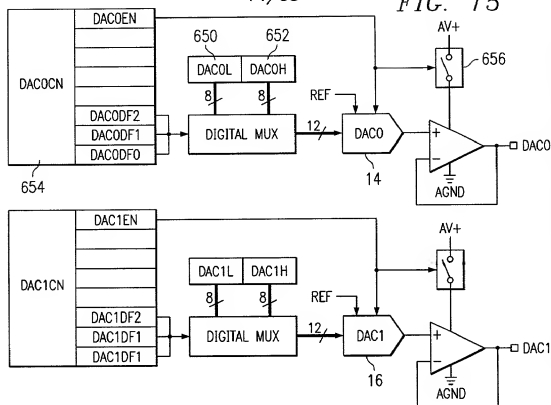 FIG. 15
DAC0EN
650
652
AV+
656
DAC0CN
DAC0L
DAC0H
8
8
REF
DAC0DF2
DAC0DF1
DAC0DF0
DIGITAL MUX
12
DAC0
+
−
DAC0
654
14
AGND
DAC1EN
AV+
DAC1CN
DAC1L
DAC1H
8
8
REF
DAC1DF2
DAC1DF1
DAC1DF1
DIGITAL MUX
12
DAC1
+
−
DAC1
16
AGND